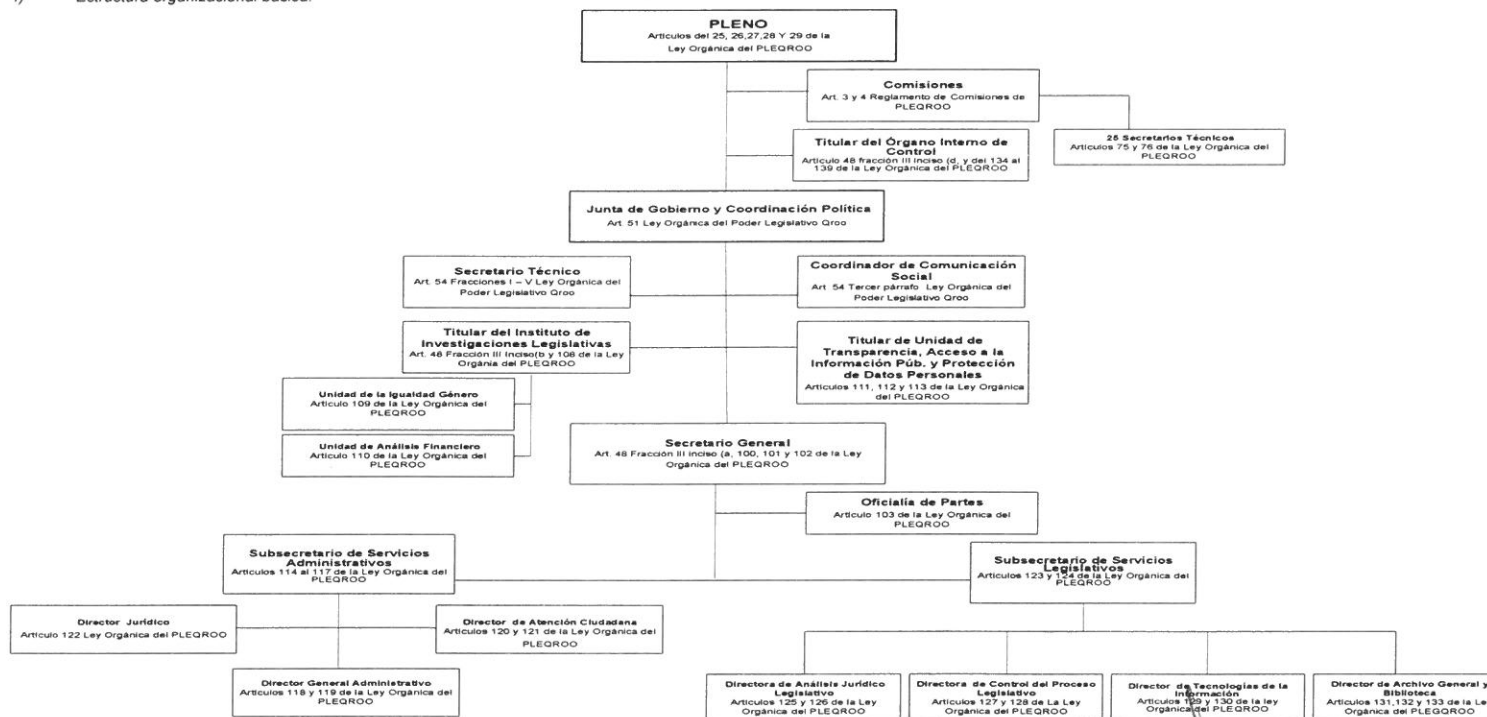 Estructura organizacional básica.
PLENO
Artículos del 25, 26,27,28 Y 29 de la
Ley Orgánica del PLEQROO
Comisiones
Art. 3 y 4 Reglamento de Comisiones de
PLEQROO
25 Secretarios Técnicos
Artículos 75 y 76 de la Ley Orgánica del
PLEQROO
Titular del Órgano Interno de
Control
Artículo 48 fracción III Inciso (d, y del 134 al
139 de la Ley Orgánica del PLEQROO
Junta de Gobierno y Coordinación Política
Art. 51 Ley Orgánica del Poder Legislativo Qroo
Secretario Técnico
Art. 54 Fracciones I – V Ley Orgánica del
Poder Legislativo Qroo
Coordinador de Comunicación
Social
Art. 54 Tercer párrafo Ley Orgánica del
Poder Legislativo Qroo
Titular del Instituto de
Investigaciones Legislativas
Art. 48 Fracción III Inciso(b y 108 de la Ley
Orgánia del PLEQROO
Titular de Unidad de
Transparencia, Acceso a la
Información Púb. y Protección
de Datos Personales
Artículos 111, 112 y 113 de la Ley Orgánica
del PLEQROO
Unidad de la Igualdad Género
Artículo 109 de la Ley Orgánica del
PLEQROO
Unidad de Análisis Financiero
Artículo 110 de la Ley Orgánica del
PLEQROO
Secretario General
Art. 48 Fracción III inciso (a, 100, 101 y 102 de la Ley
Orgánica del PLEQROO
Oficialía de Partes
Artículo 103 de la Ley Orgánica del
PLEQROO
Subsecretario de Servicios
Administrativos
Artículos 114 al 117 de la Ley Orgánica del
PLEQROO
Subsecretario de Servicios
Legislativos
Artículos 123 y 124 de la Ley Orgánica del
PLEQROO
Director Jurídico
Artículo 122 Ley Orgánica del PLEQROO
Director de Atención Ciudadana
Artículos 120 y 121 de la Ley Orgánica del
PLEQROO
Director General Administrativo
Artículos 118 y 119 de la Ley Orgánica del
PLEQROO
Directora de Análisis Jurídico
Legislativo
Artículos 125 y 126 de la Ley
Orgánica del PLEQROO
Directora de Control del Proceso
Legislativo
Artículos 127 y 128 de La Ley
Orgánica del PLEQROO
Director de Tecnologías de la
Información
Artículos 129 y 130 de la ley
Orgánica del PLEQROO
Director de Archivo General y
Biblioteca
Artículos 131,132 y 133 de la Ley
Orgánica del PLEGQROO